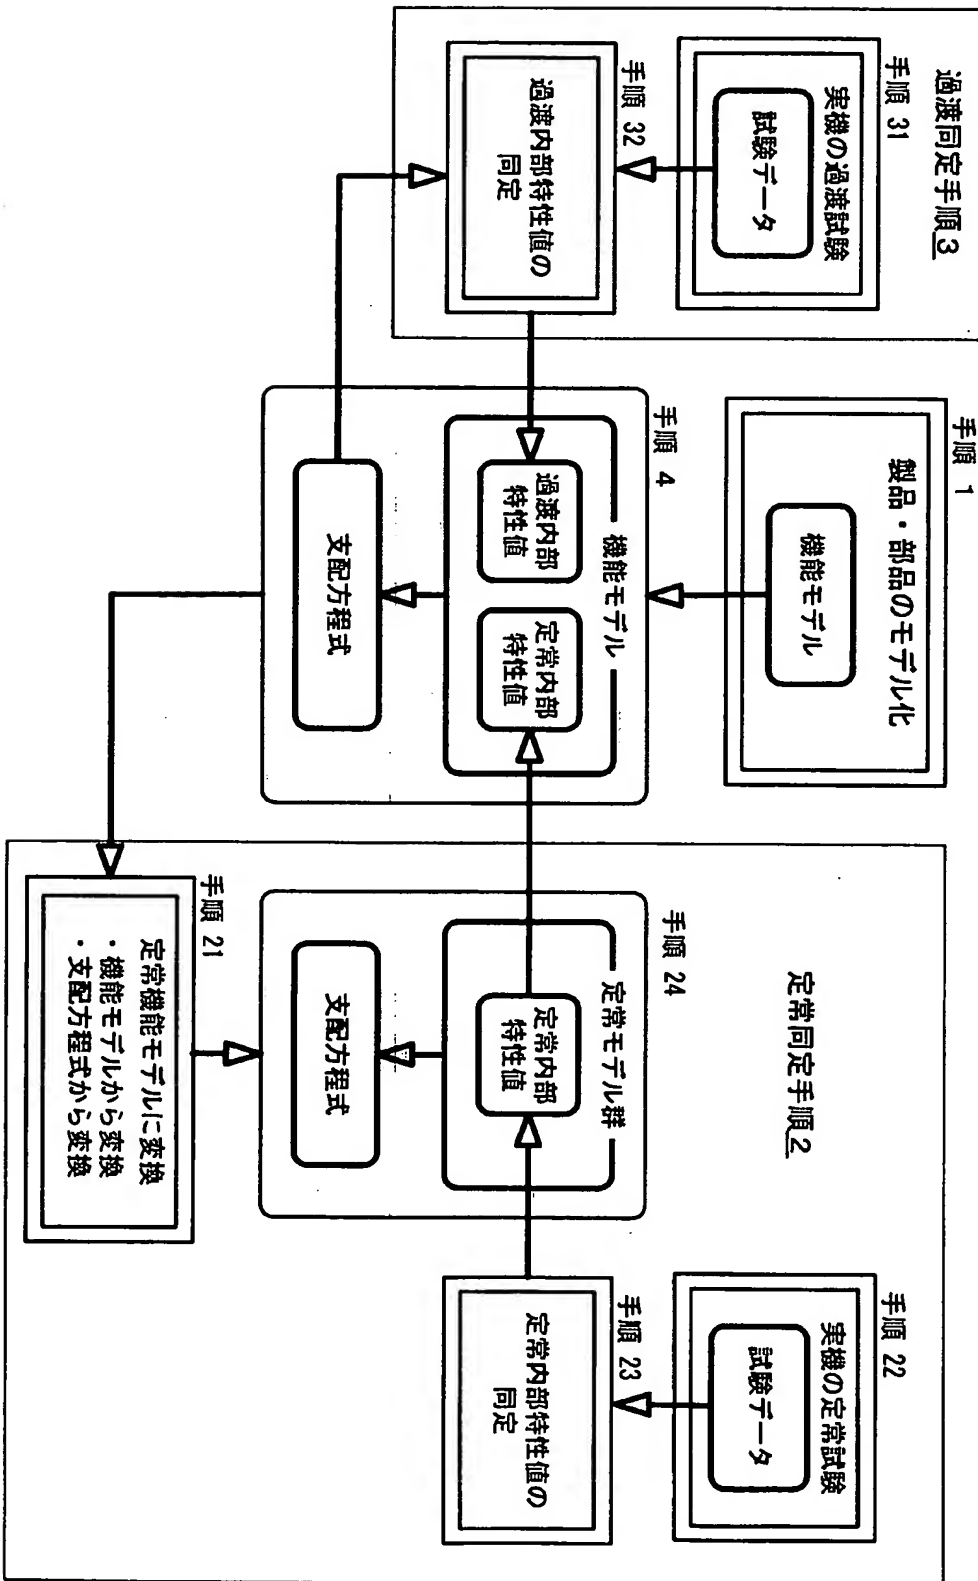 過渡同定手順3
手順 31
実機の過渡試験
試験データ
手順 32
過渡内部特性値の
同定
手順 1
製品・部品のモデル化
機能モデル
手順 4
機能モデル
過渡内部
特性値
定常内部
特性値
支配方程式
定常同定手順2
手順 22
実機の定常試験
試験データ
手順 23
定常内部特性値の
同定
手順 24
定常モデル群
定常内部
特性値
支配方程式
手順 21
定常機能モデルに変換
・機能モデルから変換
・支配方程式から変換